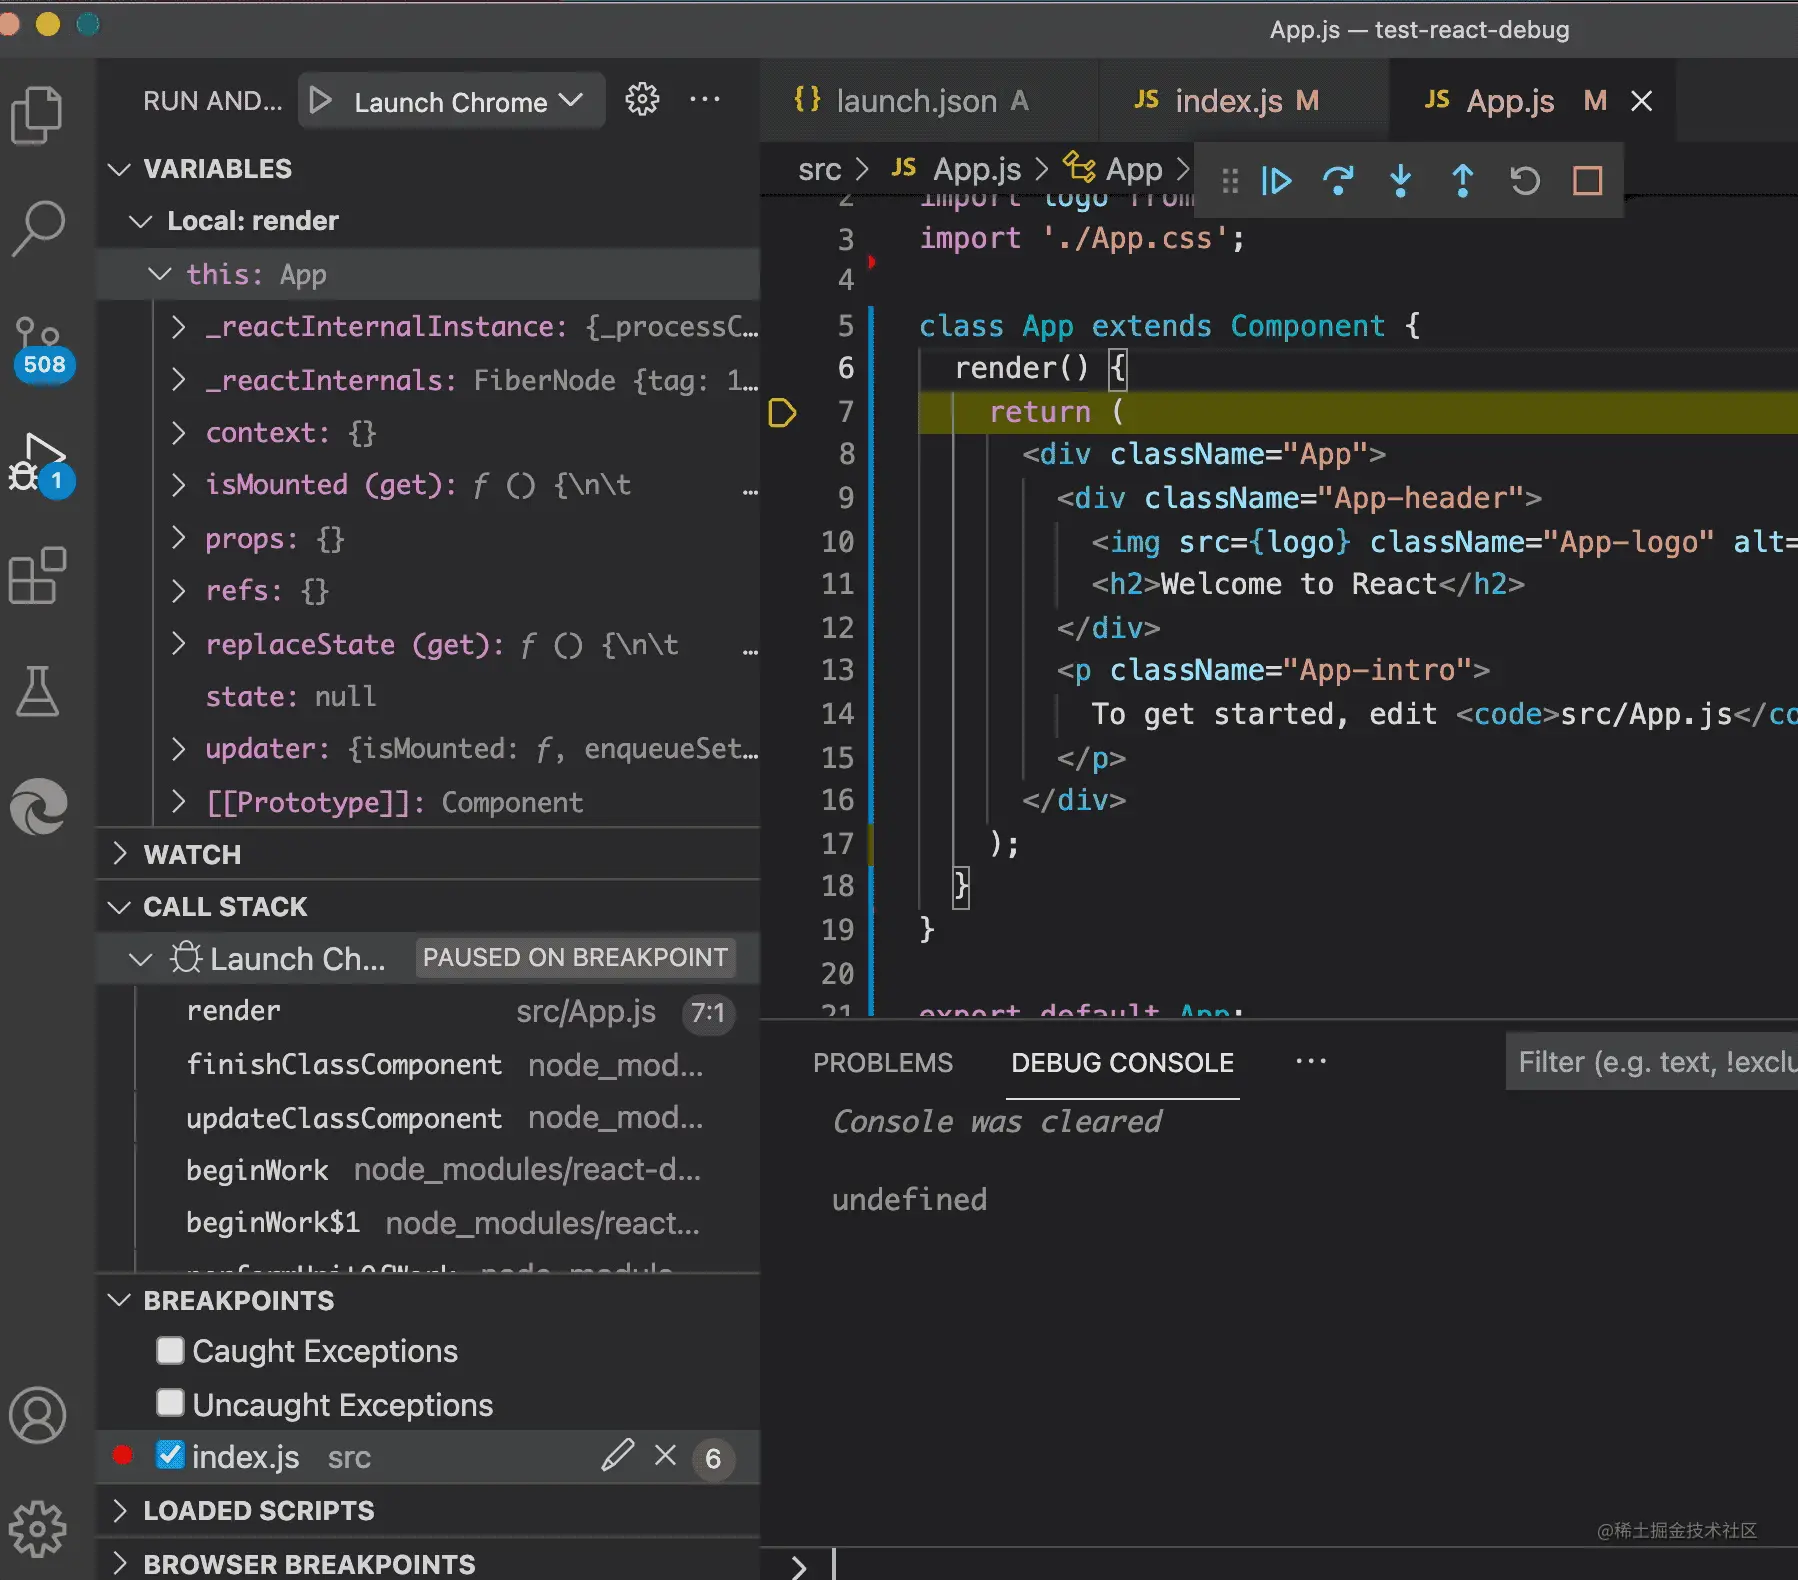 App.js — test-react-debug
RUN AND...
Launch Chrome
...
{} launch.json A
JS index.js M
JS App.js M
VARIABLES
Local: render
this: App
_reactInternalInstance: {_processC…
_reactInternals: FiberNode {tag: 1…
context: {}
isMounted (get): ƒ () {\n\t …
props: {}
refs: {}
replaceState (get): ƒ () {\n\t …
state: null
updater: {isMounted: ƒ, enqueueSet…
[[Prototype]]: Component
WATCH
CALL STACK
Launch Ch... PAUSED ON BREAKPOINT
render src/App.js 7:1
finishClassComponent node_mod...
updateClassComponent node_mod...
beginWork node_modules/react-d...
beginWork$1 node_modules/react...
performUnitOfWork node_module
BREAKPOINTS
Caught Exceptions
Uncaught Exceptions
index.js src 6
LOADED SCRIPTS
BROWSER BREAKPOINTS
508
1
src > JS App.js > App >
2 import logo from
3 import './App.css';
4
5 class App extends Component {
6 render() {
7 return (
8 <div className="App">
9 <div className="App-header">
10 <img src={logo} className="App-logo" alt=
11 <h2>Welcome to React</h2>
12 </div>
13 <p className="App-intro">
14 To get started, edit <code>src/App.js</co
15 </p>
16 </div>
17 );
18 }
19 }
20
21 export default App;
PROBLEMS
DEBUG CONSOLE
...
Filter (e.g. text, !exclu
Console was cleared
undefined
@稀土掘金技术社区
>